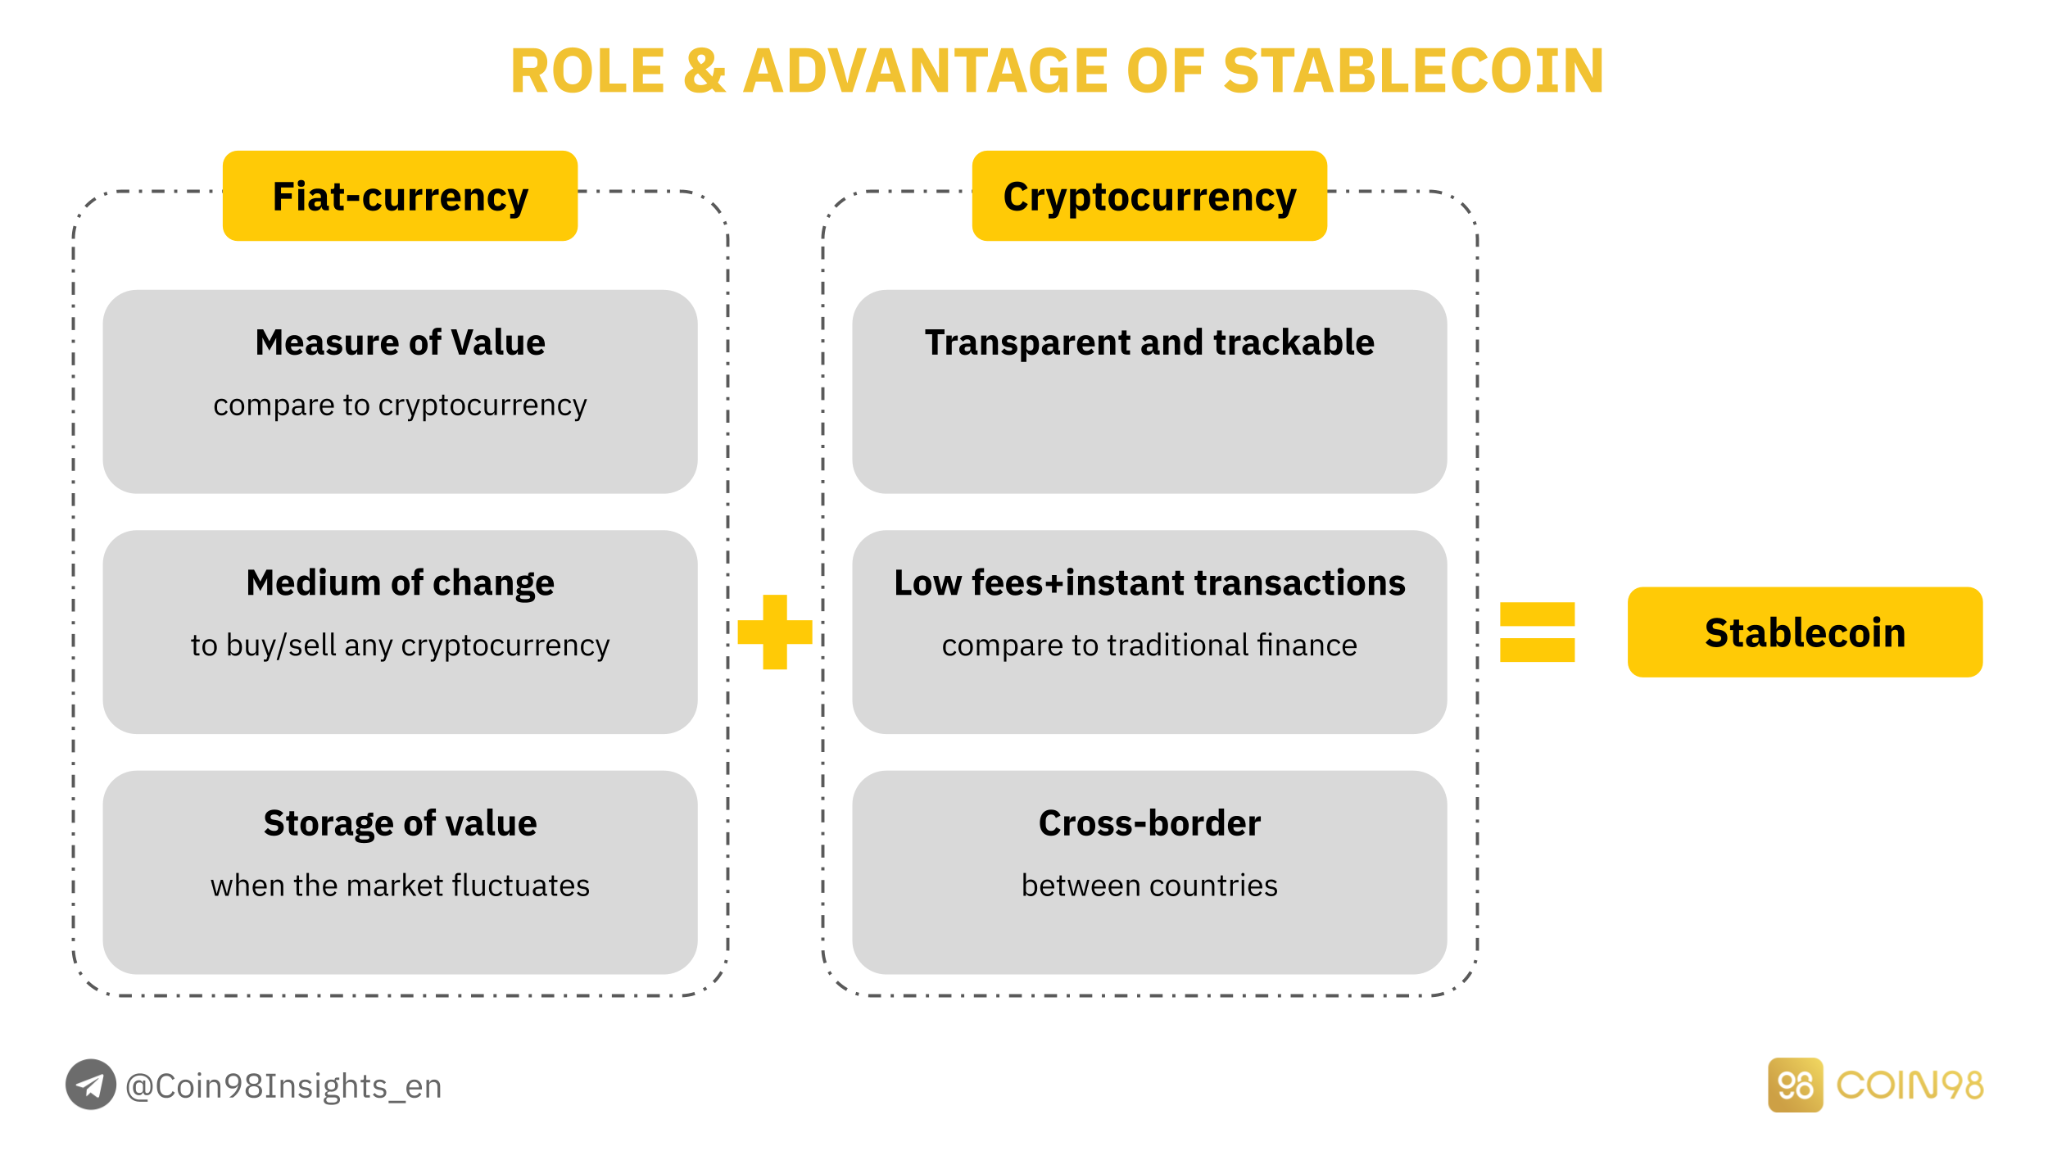 ROLE & ADVANTAGE OF STABLECOIN
Fiat-currency
Measure of Value
compare to cryptocurrency
Medium of change
to buy/sell any cryptocurrency
Storage of value
when the market fluctuates
Cryptocurrency
Transparent and trackable
Low fees+instant transactions
compare to traditional finance
Cross-border
between countries
Stablecoin
@Coin98Insights_en
98 COIN98